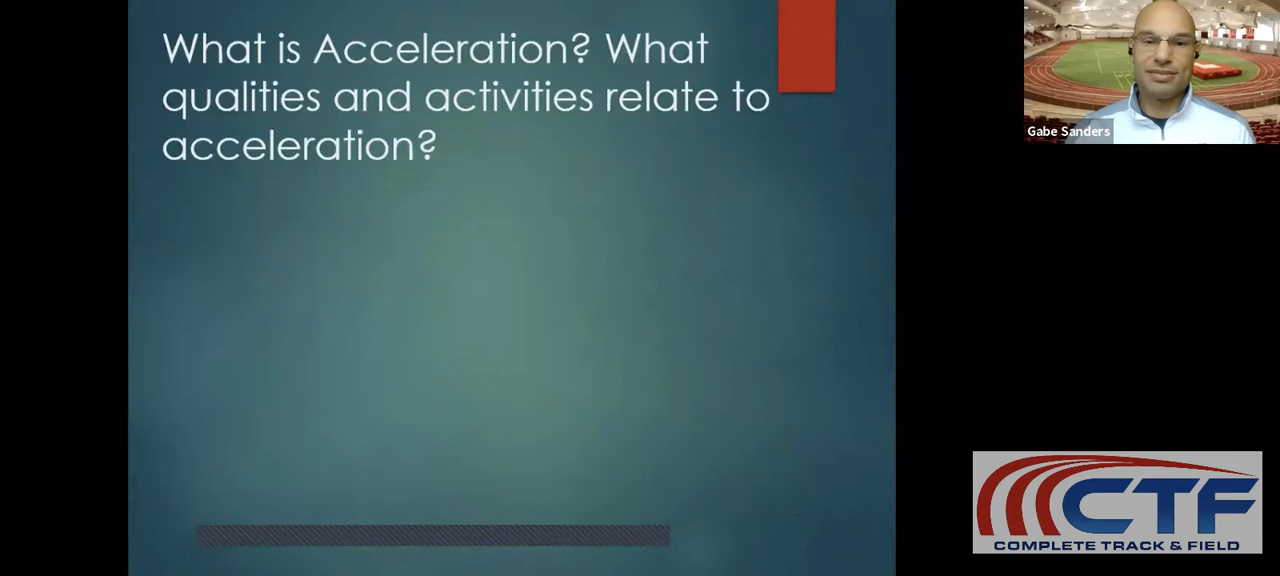 What is Acceleration? What
qualities and activities relate to
acceleration?
Gabe Sanders
CTF
COMPLETE TRACK & FIELD